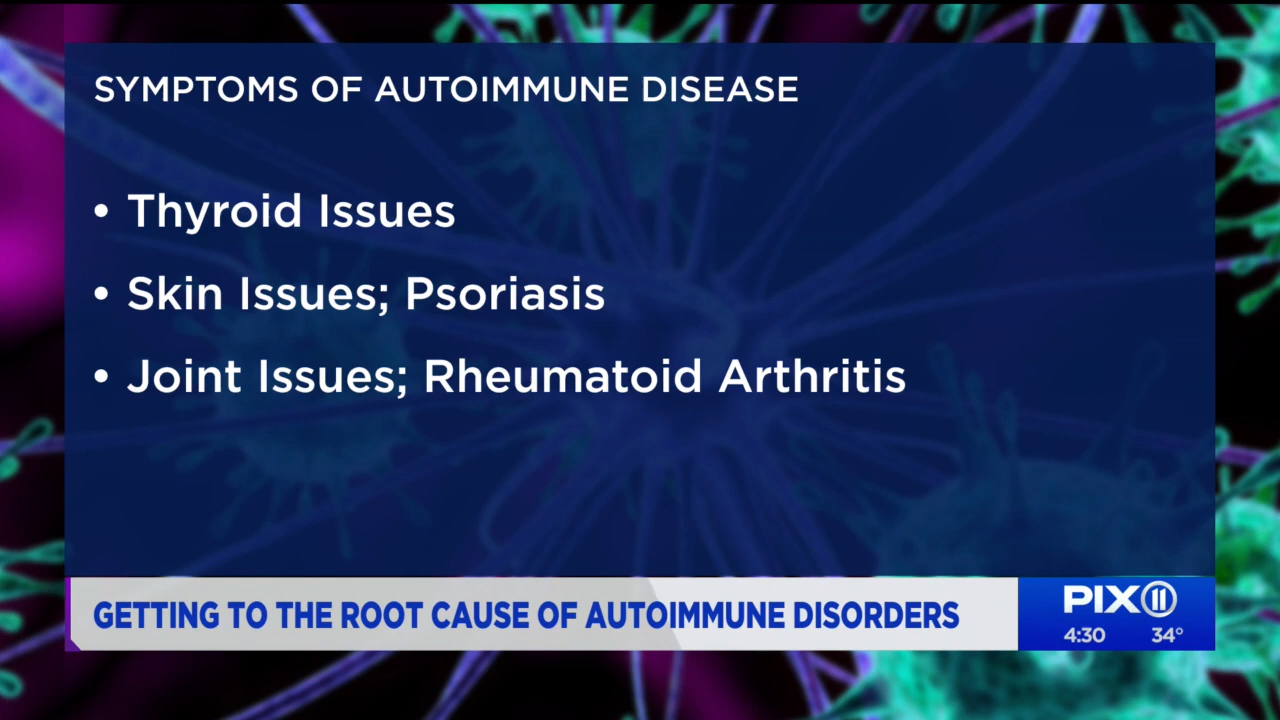 SYMPTOMS OF AUTOIMMUNE DISEASE
• Thyroid Issues
• Skin Issues; Psoriasis
• Joint Issues; Rheumatoid Arthritis
GETTING TO THE ROOT CAUSE OF AUTOIMMUNE DISORDERS
PIX11
4:30 34°